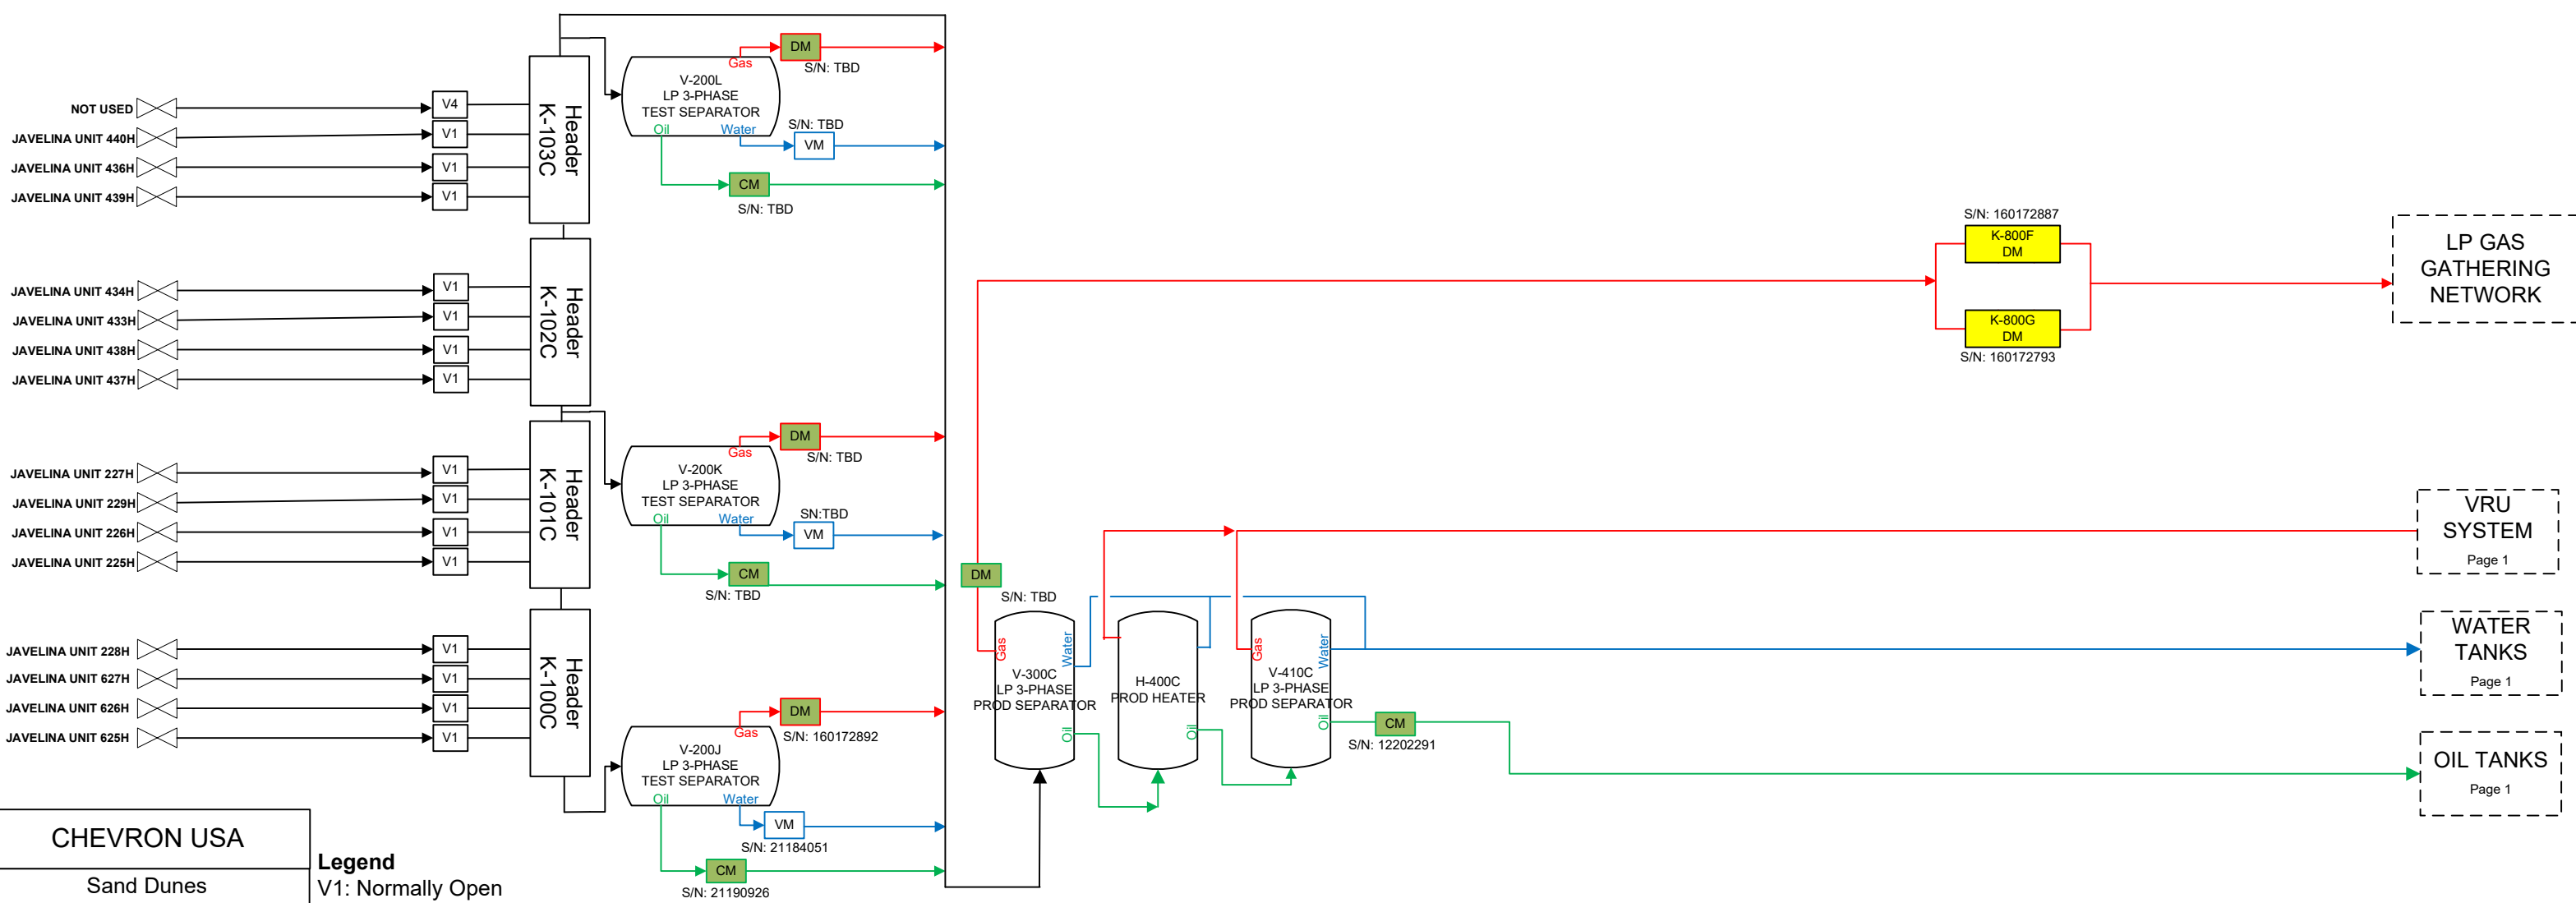 NOT USED
V4
JAVELINA UNIT 440H
V1
JAVELINA UNIT 436H
V1
JAVELINA UNIT 439H
V1
Header
K-103C
V-200L
LP 3-PHASE
TEST SEPARATOR
Gas
Oil
Water
DM
S/N: TBD
S/N: TBD
VM
CM
S/N: TBD
JAVELINA UNIT 434H
V1
JAVELINA UNIT 433H
V1
JAVELINA UNIT 438H
V1
JAVELINA UNIT 437H
V1
Header
K-102C
JAVELINA UNIT 227H
V1
JAVELINA UNIT 229H
V1
JAVELINA UNIT 226H
V1
JAVELINA UNIT 225H
V1
Header
K-101C
V-200K
LP 3-PHASE
TEST SEPARATOR
Gas
Oil
Water
DM
S/N: TBD
SN:TBD
VM
CM
S/N: TBD
JAVELINA UNIT 228H
V1
JAVELINA UNIT 627H
V1
JAVELINA UNIT 626H
V1
JAVELINA UNIT 625H
V1
Header
K-100C
V-200J
LP 3-PHASE
TEST SEPARATOR
Gas
Oil
Water
DM
S/N: 160172892
VM
S/N: 21184051
CM
S/N: 21190926
DM
S/N: TBD
Gas
Water
V-300C
LP 3-PHASE
PROD SEPARATOR
Oil
H-400C
PROD HEATER
Oil
Gas
Water
V-410C
LP 3-PHASE
PROD SEPARATOR
Oil
CM
S/N: 12202291
S/N: 160172887
K-800F
DM
K-800G
DM
S/N: 160172793
LP GAS
GATHERING
NETWORK
VRU
SYSTEM
Page 1
WATER
TANKS
Page 1
OIL TANKS
Page 1
CHEVRON USA
Sand Dunes
Legend
V1: Normally Open